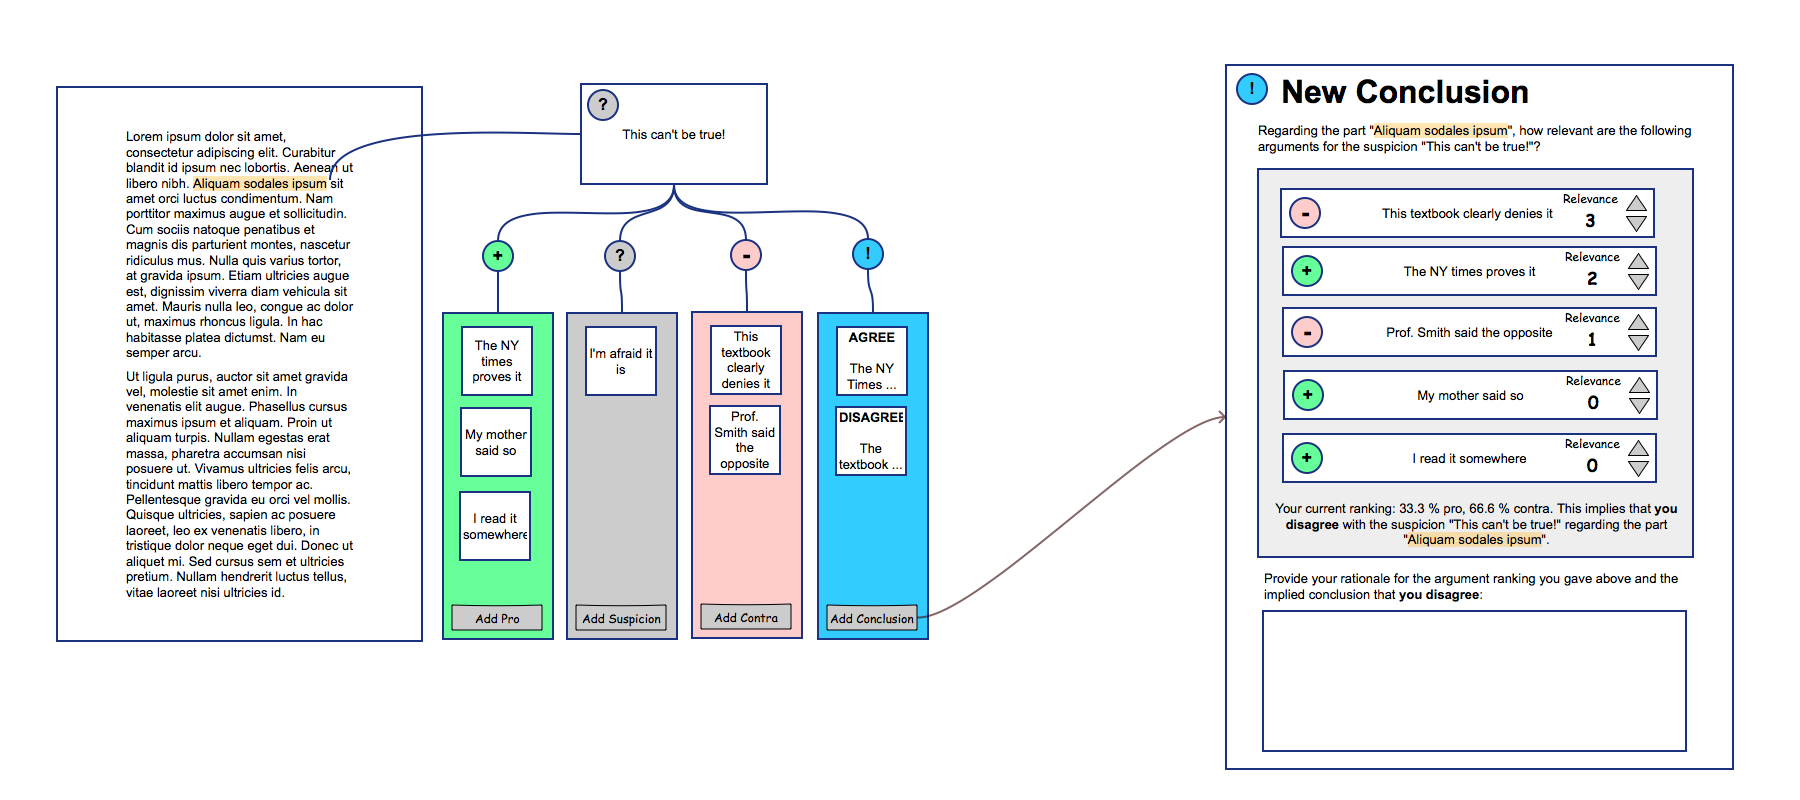 Lorem ipsum dolor sit amet,
consectetur adipiscing elit. Curabitur
blandit id ipsum nec lobortis. Aenean ut
libero nibh. Aliquam sodales ipsum sit
amet orci luctus condimentum. Nam
porttitor maximus augue et sollicitudin.
Cum sociis natoque penatibus et
magnis dis parturient montes, nascetur
ridiculus mus. Nulla quis varius tortor,
at gravida ipsum. Etiam ultricies augue
est, dignissim viverra diam vehicula sit
amet. Mauris nulla leo, congue ac dolor
ut, maximus rhoncus ligula. In hac
habitasse platea dictumst. Nam eu
semper arcu.
Ut ligula purus, auctor sit amet gravida
vel, molestie sit amet enim. In
venenatis elit augue. Phasellus cursus
maximus ipsum et aliquam. Proin ut
aliquam turpis. Nullam egestas erat
massa, pharetra accumsan nisi
posuere ut. Vivamus ultricies felis arcu,
tincidunt mattis libero tempor ac.
Pellentesque gravida eu orci vel mollis.
Quisque ultricies, sapien ac posuere
laoreet, leo ex venenatis libero, in
tristique dolor neque eget dui. Donec ut
aliquet mi. Sed cursus sem et ultricies
pretium. Nullam hendrerit luctus tellus,
vitae laoreet nisi ultricies id.
?
This can't be true!
+
?
-
!
The NY
times
proves it
My mother
said so
I read it
somewhere
Add Pro
I'm afraid it
is
Add Suspicion
This
textbook
clearly
denies it
Prof.
Smith said
the
opposite
Add Contra
AGREE
The NY
Times ...
DISAGREE
The
textbook ...
Add Conclusion
!
New Conclusion
Regarding the part "Aliquam sodales ipsum", how relevant are the following
arguments for the suspicion "This can't be true!"?
-
This textbook clearly denies it
Relevance
3
+
The NY times proves it
Relevance
2
-
Prof. Smith said the opposite
Relevance
1
+
My mother said so
Relevance
0
+
I read it somewhere
Relevance
0
Your current ranking: 33.3 % pro, 66.6 % contra. This implies that you
disagree with the suspicion "This can't be true!" regarding the part
"Aliquam sodales ipsum".
Provide your rationale for the argument ranking you gave above and the
implied conclusion that you disagree: